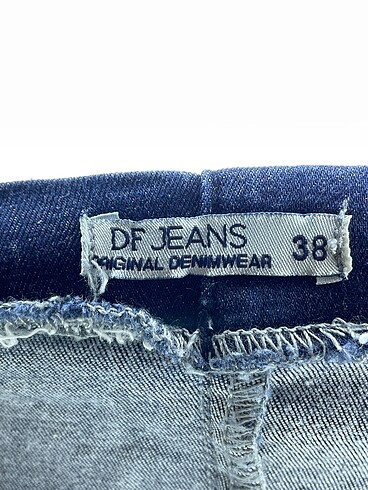 DF JEANS
ORIGINAL DENIMWEAR
38